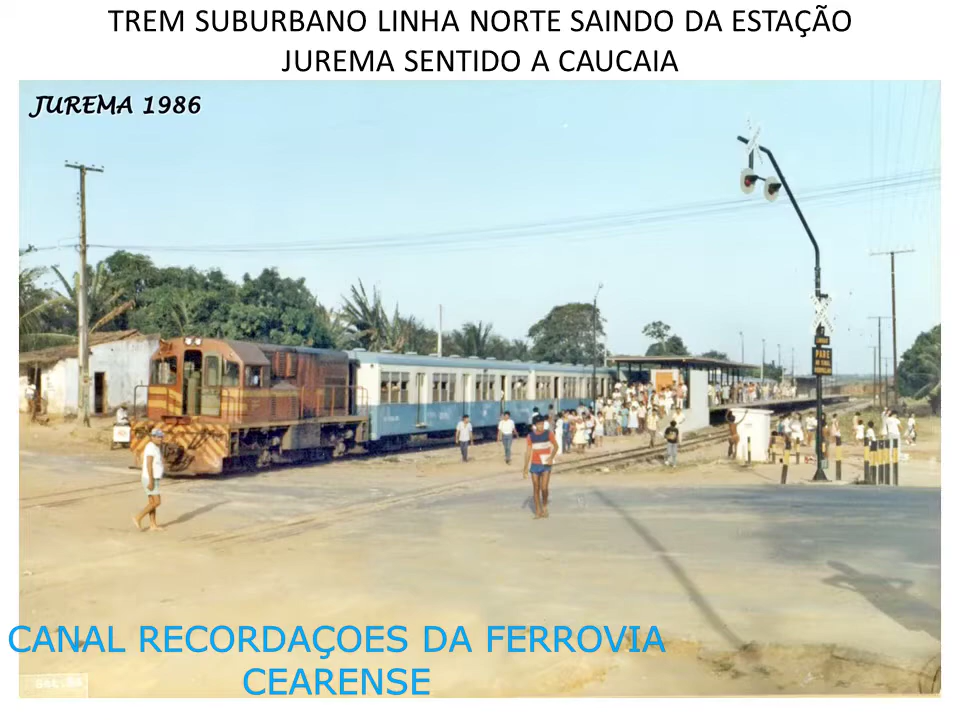 TREM SUBURBANO LINHA NORTE SAINDO DA ESTAÇÃO
JUREMA SENTIDO A CAUCAIA
JUREMA 1986
PARE
CANAL RECORDAÇOES DA FERROVIA
CEARENSE